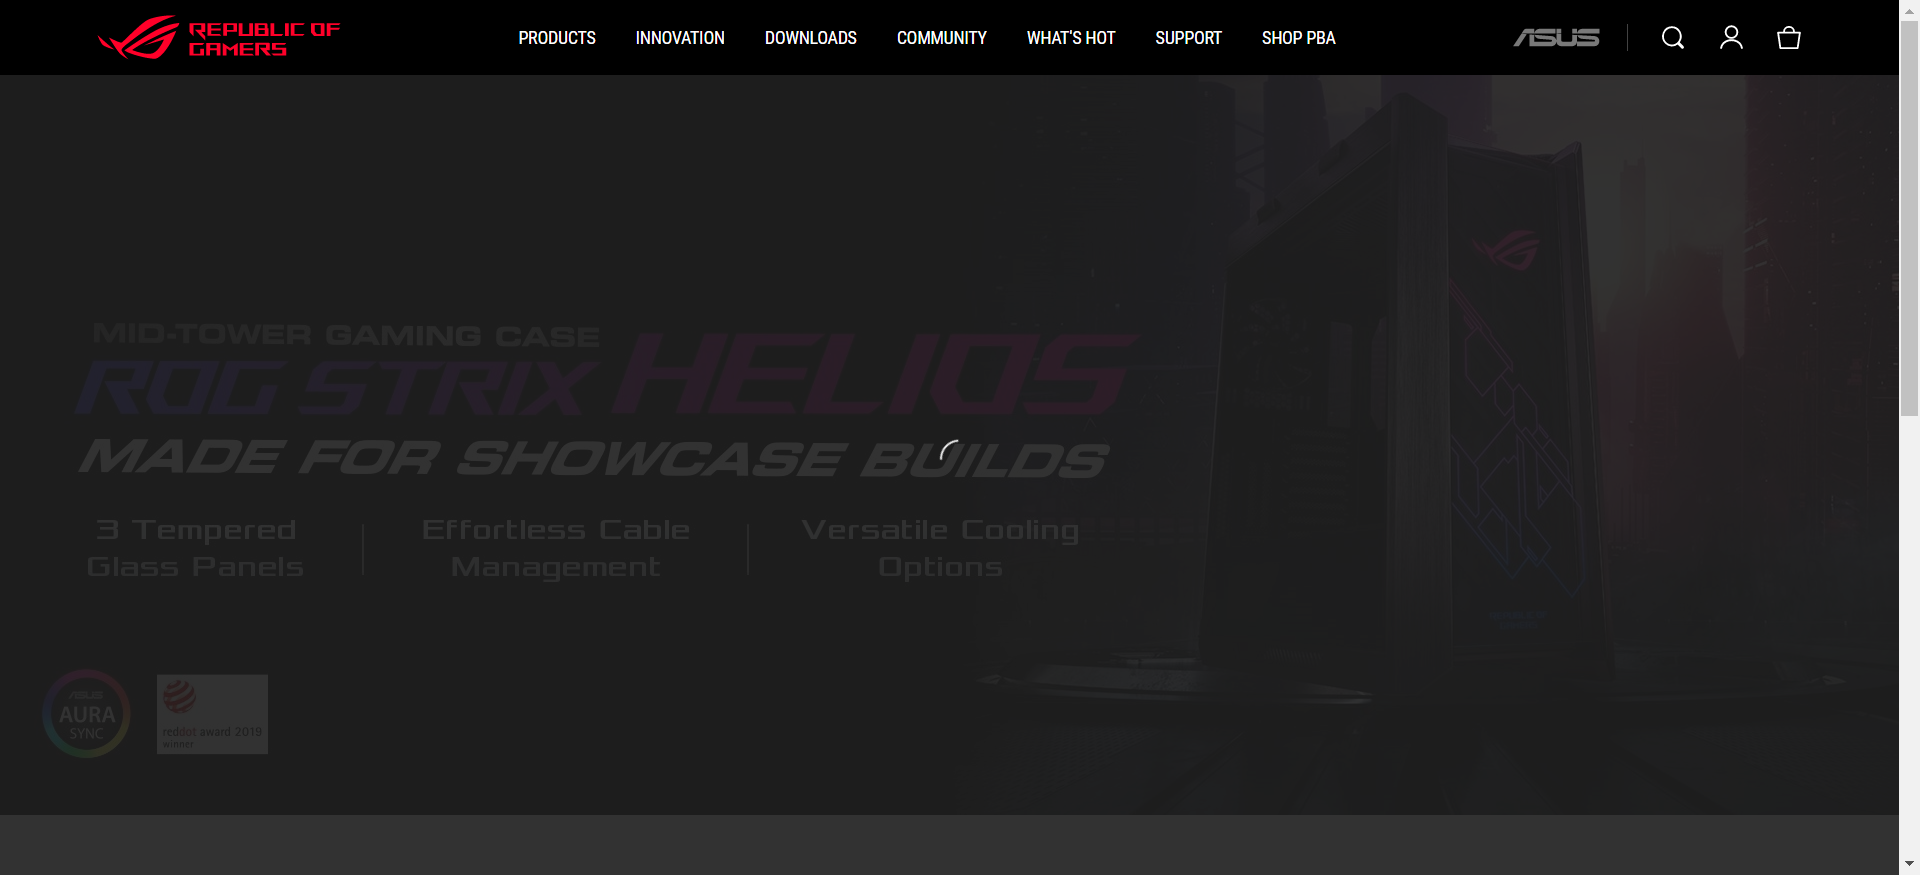 REPUBLIC OF
GAMERS
PRODUCTS
INNOVATION
DOWNLOADS
COMMUNITY
WHAT'S HOT
SUPPORT
SHOP PBA
ASUS
MID-TOWER GAMING CASE
ROG STRIX HELIOS
MADE FOR SHOWCASE BUILDS
3 Tempered
Glass Panels
Effortless Cable
Management
Versatile Cooling
Options
ASUS
AURA
SYNC
reddot award 2019
winner